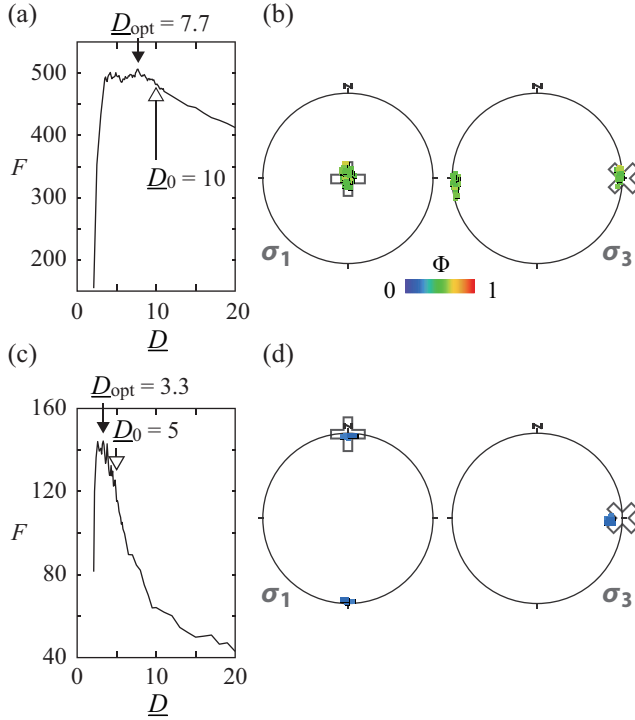 (a)
D_opt = 7.7
500
400
300
200
F
D_0 = 10
0
10
20
D
(b)
N
N
σ1
σ3
Φ
0
1
(c)
D_opt = 3.3
D_0 = 5
160
120
80
40
F
0
10
20
D
(d)
N
N
σ1
σ3